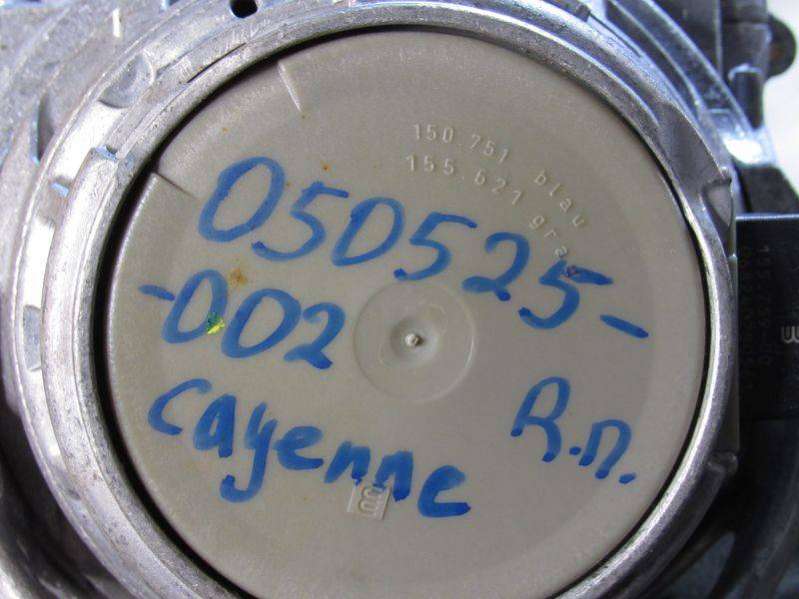 150.751 blau
155.621 grau
050525-
-002
Cayenne
R.n.